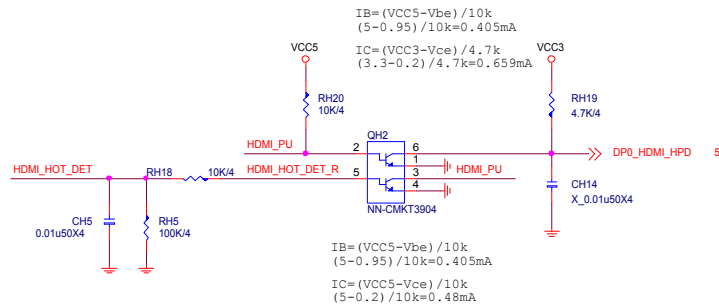 IB=(VCC5-Vbe)/10k
(5-0.95)/10k=0.405mA
IC=(VCC3-Vce)/4.7k
(3.3-0.2)/4.7k=0.659mA
VCC5
VCC3
RH20
10K/4
RH19
4.7K/4
HDMI_PU
2
QH2
6
1
DP0_HDMI_HPD
5
HDMI_HOT_DET
RH18
10K/4
HDMI_HOT_DET_R
5
3
4
HDMI_PU
NN-CMKT3904
CH14
X_0.01u50X4
CH5
0.01u50X4
RH5
100K/4
IB=(VCC5-Vbe)/10k
(5-0.95)/10k=0.405mA
IC=(VCC5-Vce)/10k
(5-0.2)/10k=0.48mA